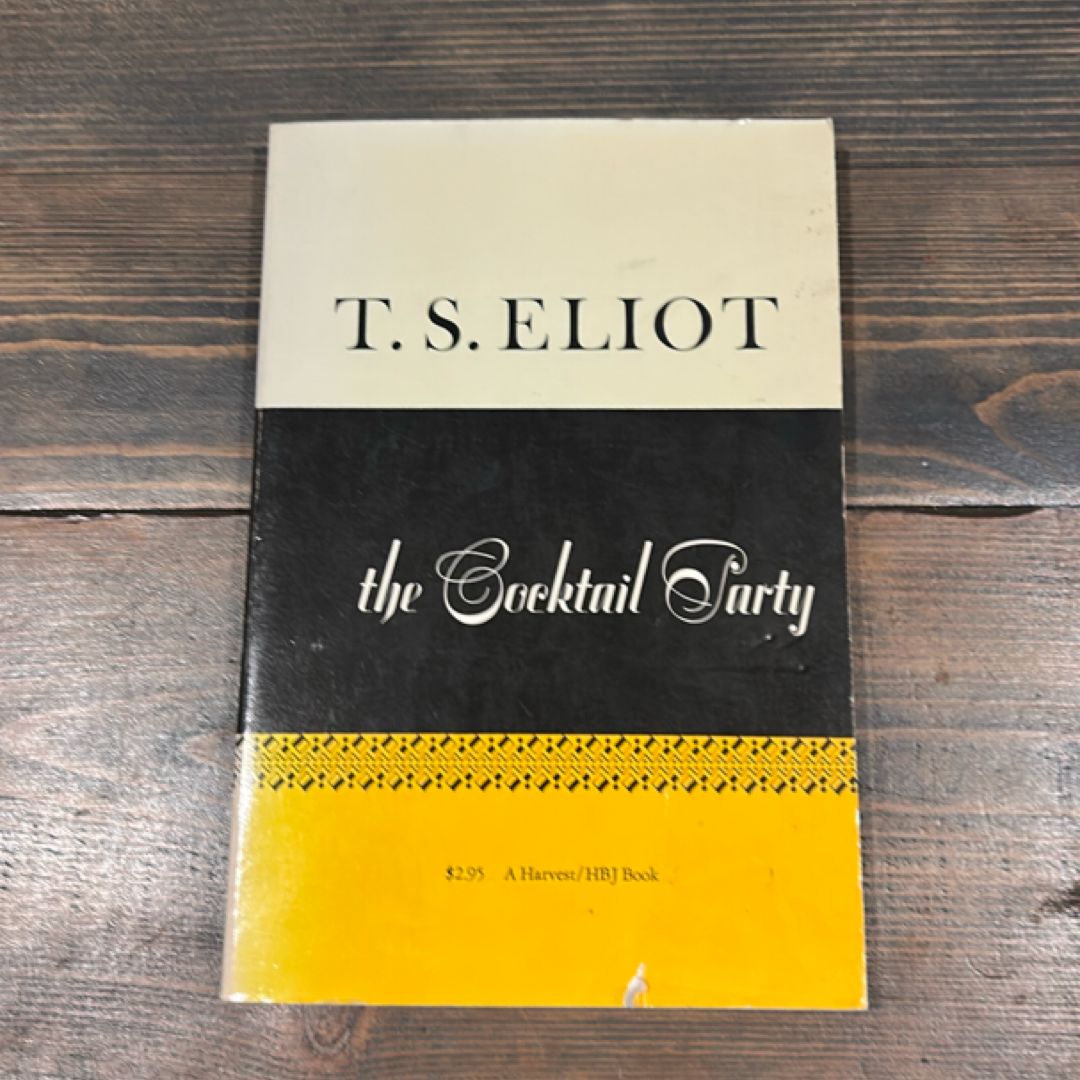 T. S. ELIOT
the Cocktail Party
$2.95 A Harvest/HBJ Book